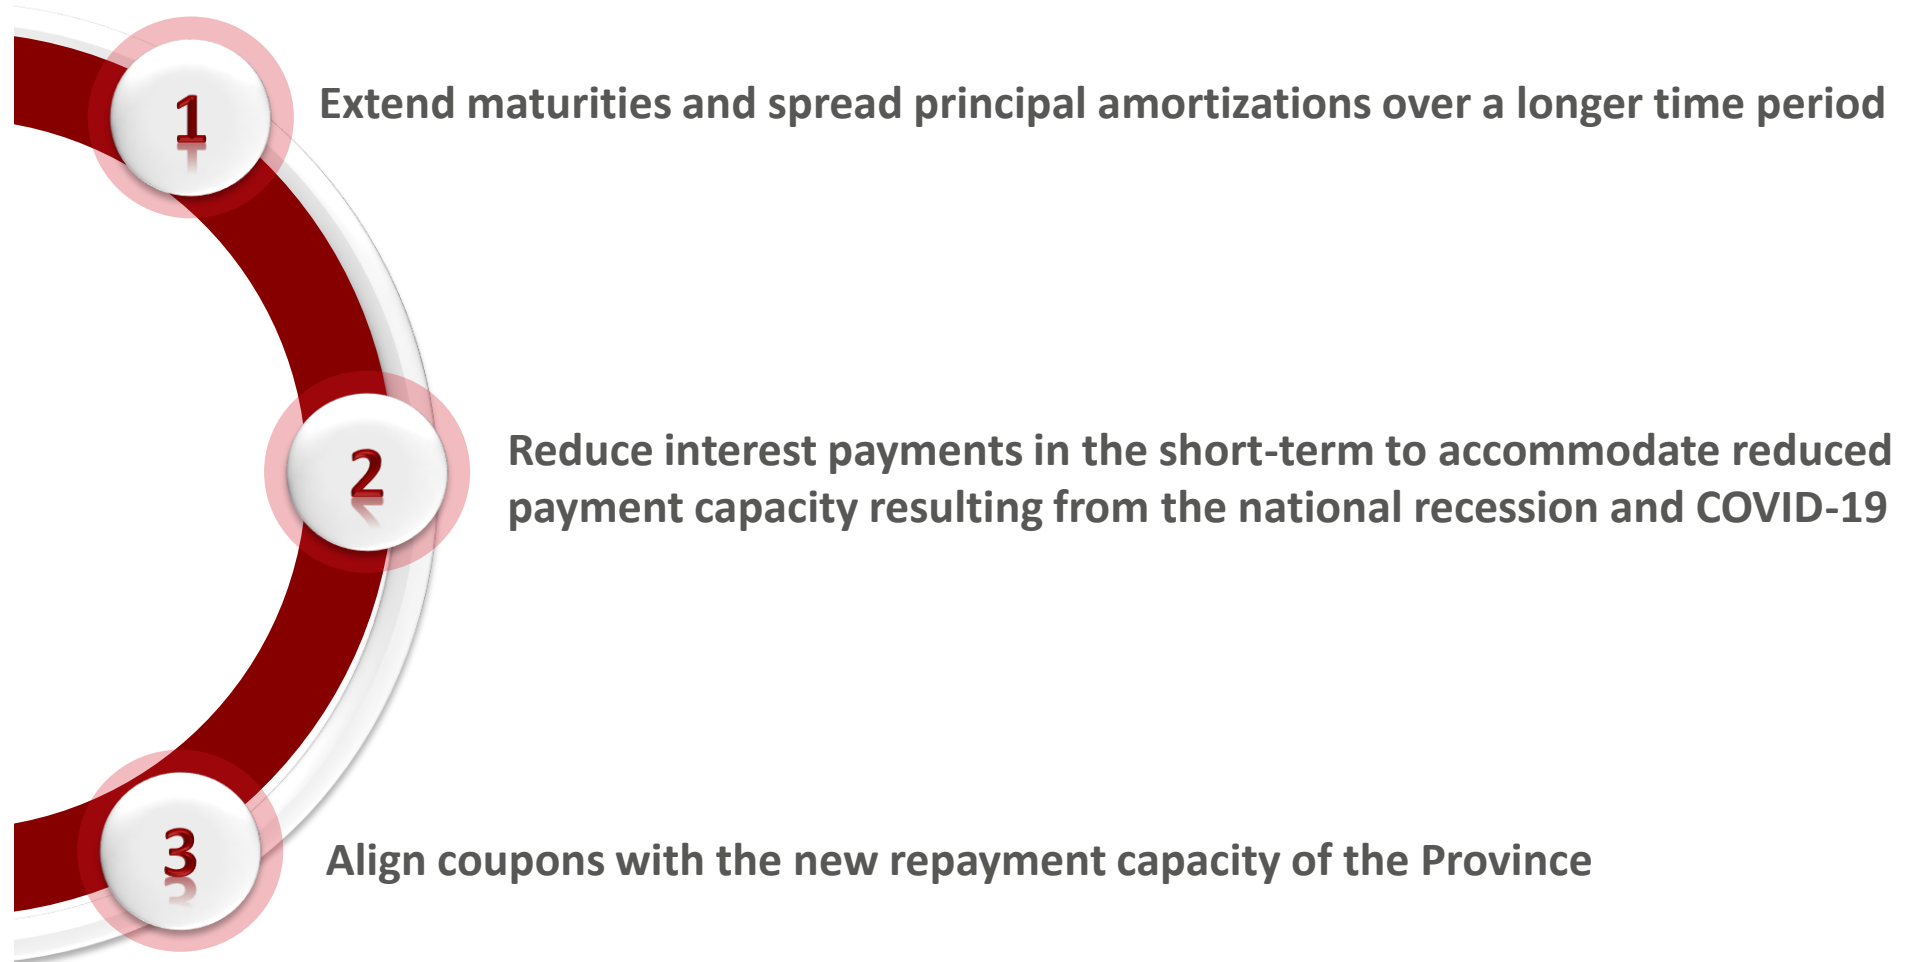 1
Extend maturities and spread principal amortizations over a longer time period
2
Reduce interest payments in the short-term to accommodate reduced
payment capacity resulting from the national recession and COVID-19
3
Align coupons with the new repayment capacity of the Province